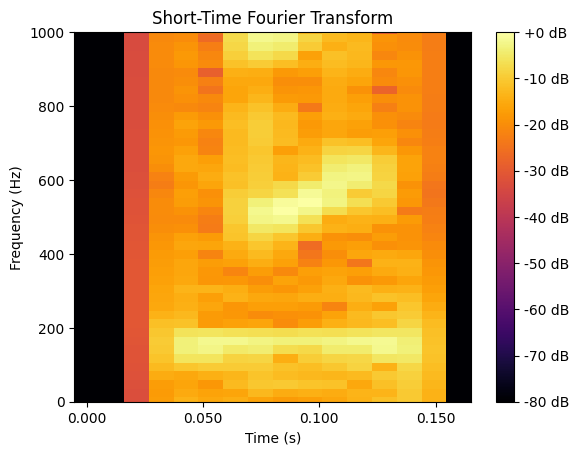 Short-Time Fourier Transform
1000
800
600
400
200
0
Frequency (Hz)
0.000
0.050
0.100
0.150
Time (s)
+0 dB
-10 dB
-20 dB
-30 dB
-40 dB
-50 dB
-60 dB
-70 dB
-80 dB